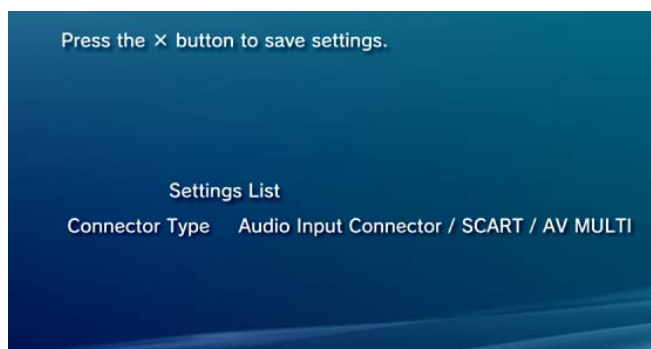 Press the × button to save settings.
Settings List
Connector Type Audio Input Connector / SCART / AV MULTI